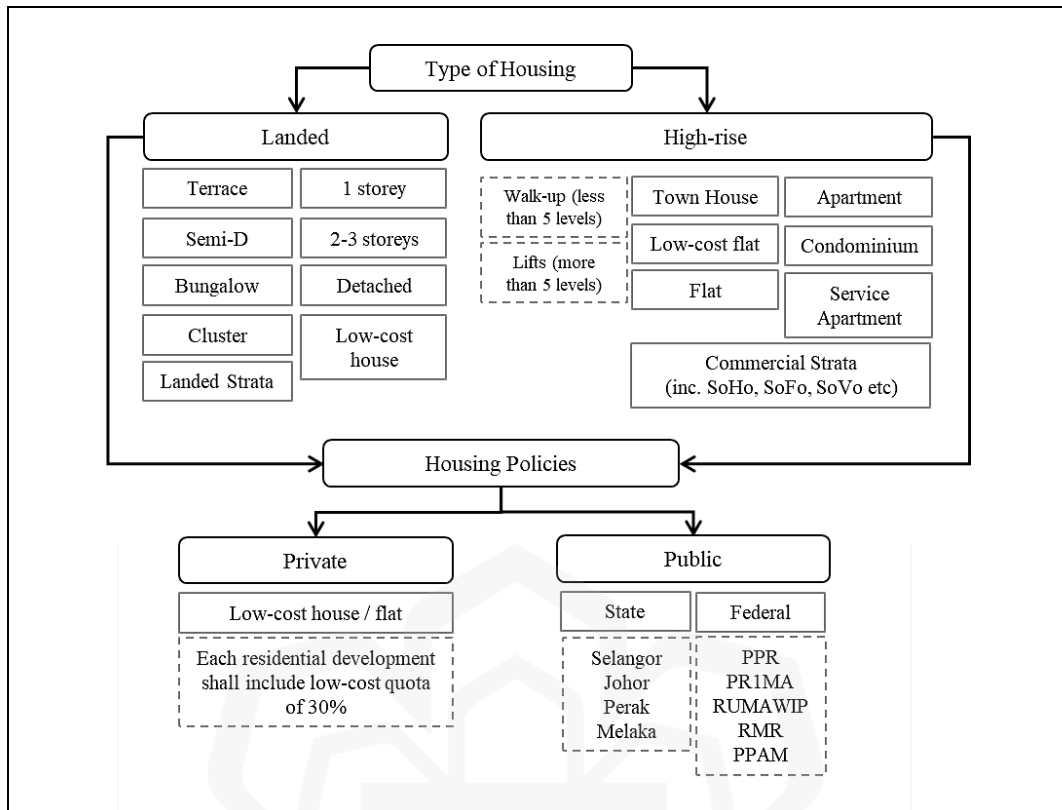 Type of Housing
Landed
Terrace
1 storey
Semi-D
2-3 storeys
Bungalow
Detached
Cluster
Low-cost
house
Landed Strata
High-rise
Walk-up (less
than 5 levels)
Town House
Apartment
Lifts (more
than 5 levels)
Low-cost flat
Condominium
Flat
Service
Apartment
Commercial Strata
(inc. SoHo, SoFo, SoVo etc)
Housing Policies
Private
Low-cost house / flat
Each residential development
shall include low-cost quota
of 30%
Public
State
Selangor
Johor
Perak
Melaka
Federal
PPR
PR1MA
RUMAWIP
RMR
PPAM